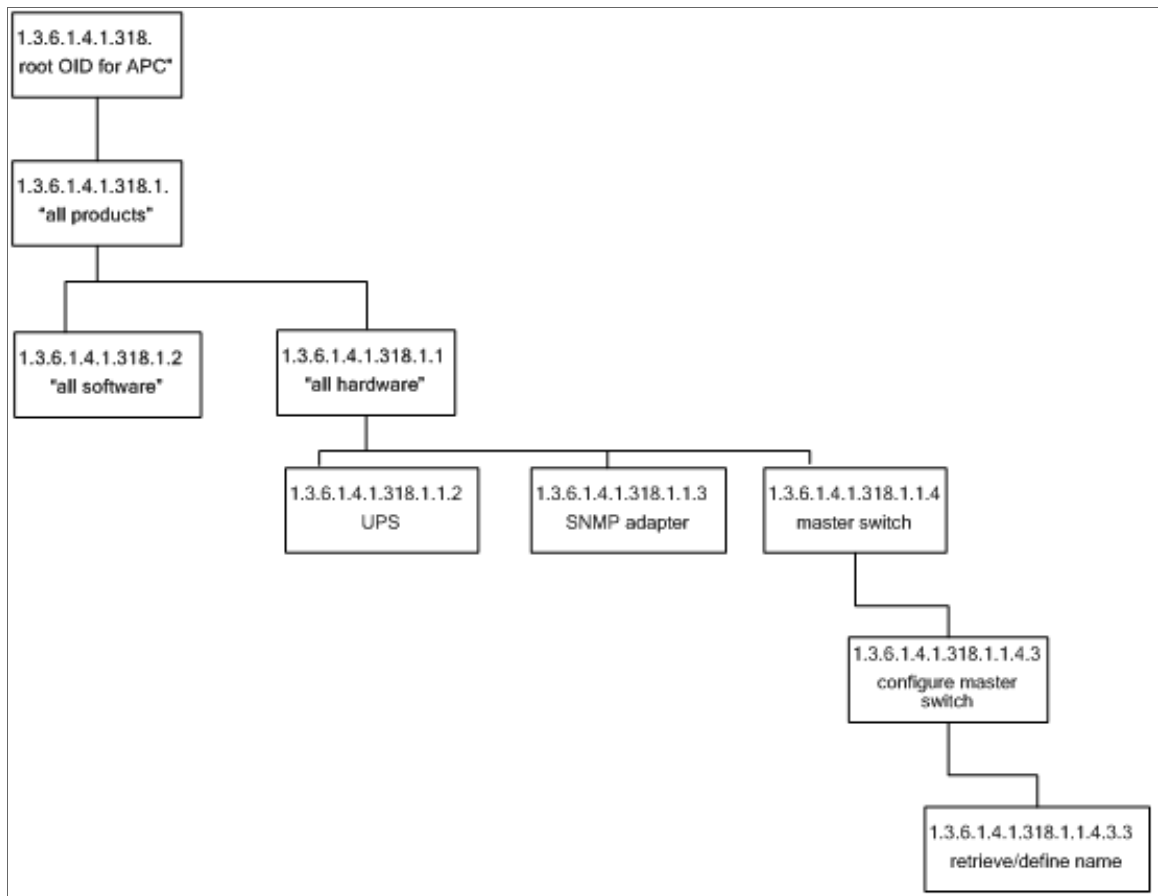 1.3.6.1.4.1.318.
root OID for APC"
1.3.6.1.4.1.318.1.
"all products"
1.3.6.1.4.1.318.1.2
"all software"
1.3.6.1.4.1.318.1.1
"all hardware"
1.3.6.1.4.1.318.1.1.2
UPS
1.3.6.1.4.1.318.1.1.3
SNMP adapter
1.3.6.1.4.1.318.1.1.4
master switch
1.3.6.1.4.1.318.1.1.4.3
configure master
switch
1.3.6.1.4.1.318.1.1.4.3.3
retrieve/define name